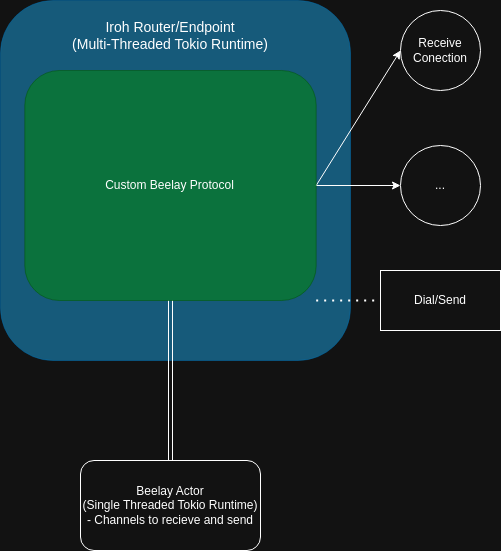 Iroh Router/Endpoint
(Multi-Threaded Tokio Runtime)
Receive
Conection
Custom Beelay Protocol
...
Dial/Send
Beelay Actor
(Single Threaded Tokio Runtime)
- Channels to recieve and send